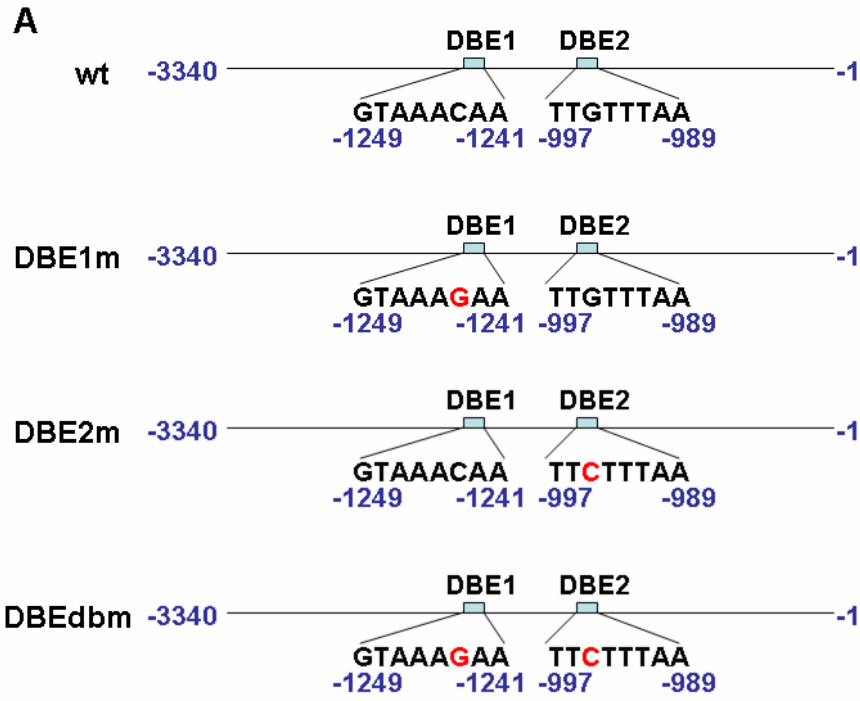 A
DBE1 DBE2
wt -3340 -1
GTAAACAA TTGTTTAA
-1249 -1241 -997 -989
DBE1 DBE2
DBE1m -3340 -1
GTAAAGAA TTGTTTAA
-1249 -1241 -997 -989
DBE1 DBE2
DBE2m -3340 -1
GTAAACAA TTCTTTAA
-1249 -1241 -997 -989
DBE1 DBE2
DBEdbm -3340 -1
GTAAAGAA TTCTTTAA
-1249 -1241 -997 -989